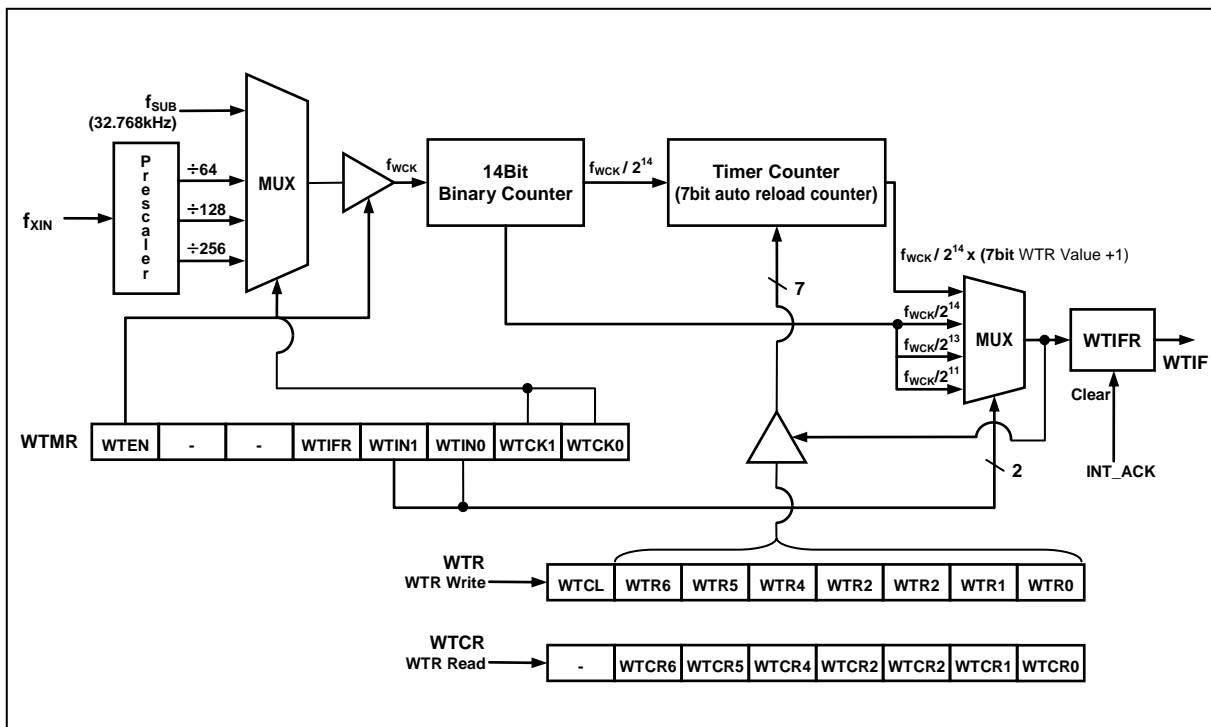 fSUB
(32.768kHz)
Prescaler
÷64
÷128
÷256
fXIN
MUX
fWCK
14Bit
Binary Counter
fWCK / 2^14
Timer Counter
(7bit auto reload counter)
fWCK / 2^14 x (7bit WTR Value +1)
7
fWCK/2^14
fWCK/2^13
fWCK/2^11
MUX
WTIFR
WTIF
Clear
INT_ACK
2
WTMR
WTEN
-
-
WTIFR
WTIN1
WTIN0
WTCK1
WTCK0
WTR
WTR Write
WTCL
WTR6
WTR5
WTR4
WTR2
WTR2
WTR1
WTR0
WTCR
WTR Read
-
WTCR6
WTCR5
WTCR4
WTCR2
WTCR2
WTCR1
WTCR0